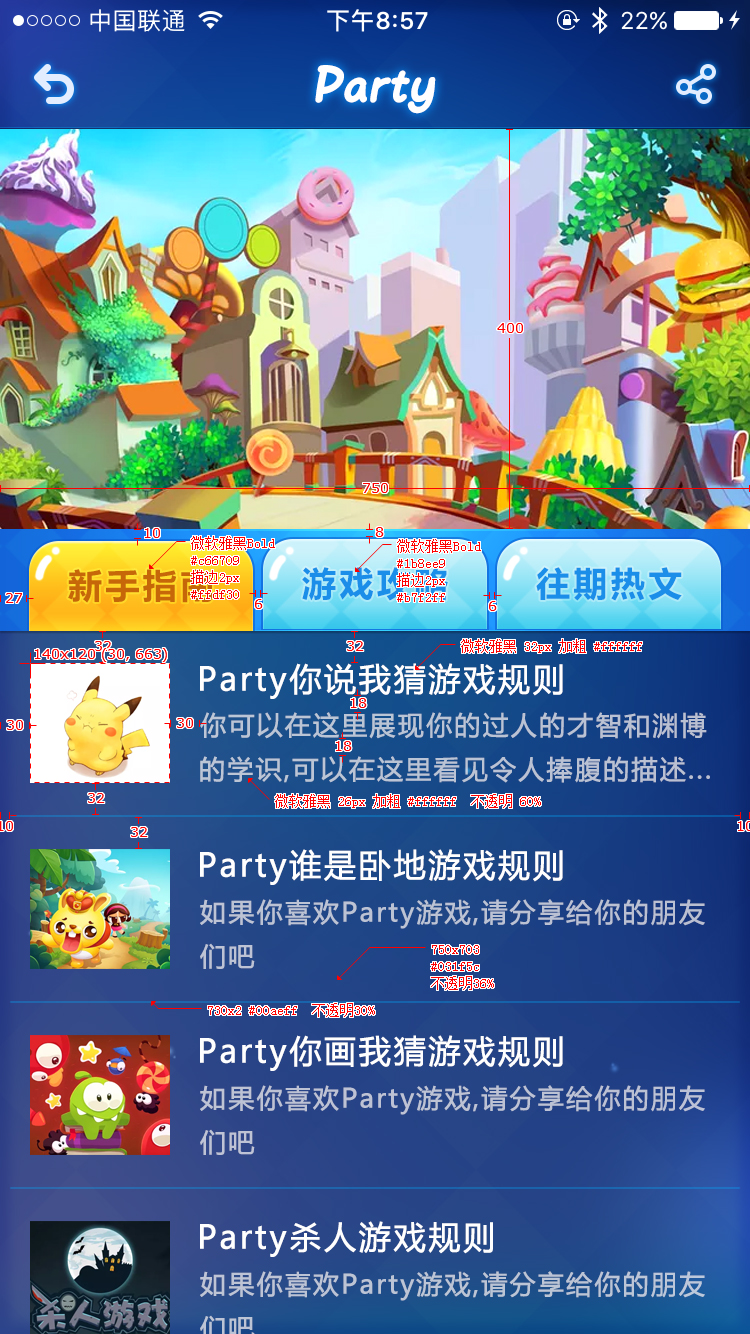 中国联通 下午8:57 22%
Party
400
750
10
8
微软雅黑Bold
#c66709
描边2px
#ffdf30
微软雅黑Bold
#1b8ee9
描边2px
#b7f2ff
27
6
6
新手指南
游戏攻略
往期热文
32
32
微软雅黑 32px 加粗 #ffffff
140x120 (30, 663)
Party你说我猜游戏规则
18
30
30
你可以在这里展现你的过人的才智和渊博
18
的学识,可以在这里看见令人捧腹的描述...
32
微软雅黑 26px 加粗 #ffffff 不透明 60%
10
10
32
Party谁是卧地游戏规则
如果你喜欢Party游戏,请分享给你的朋友
们吧
750x703
#031f5c
不透明36%
730x2 #00aeff 不透明30%
Party你画我猜游戏规则
如果你喜欢Party游戏,请分享给你的朋友
们吧
Party杀人游戏规则
如果你喜欢Party游戏,请分享给你的朋友
杀人游戏
们吧